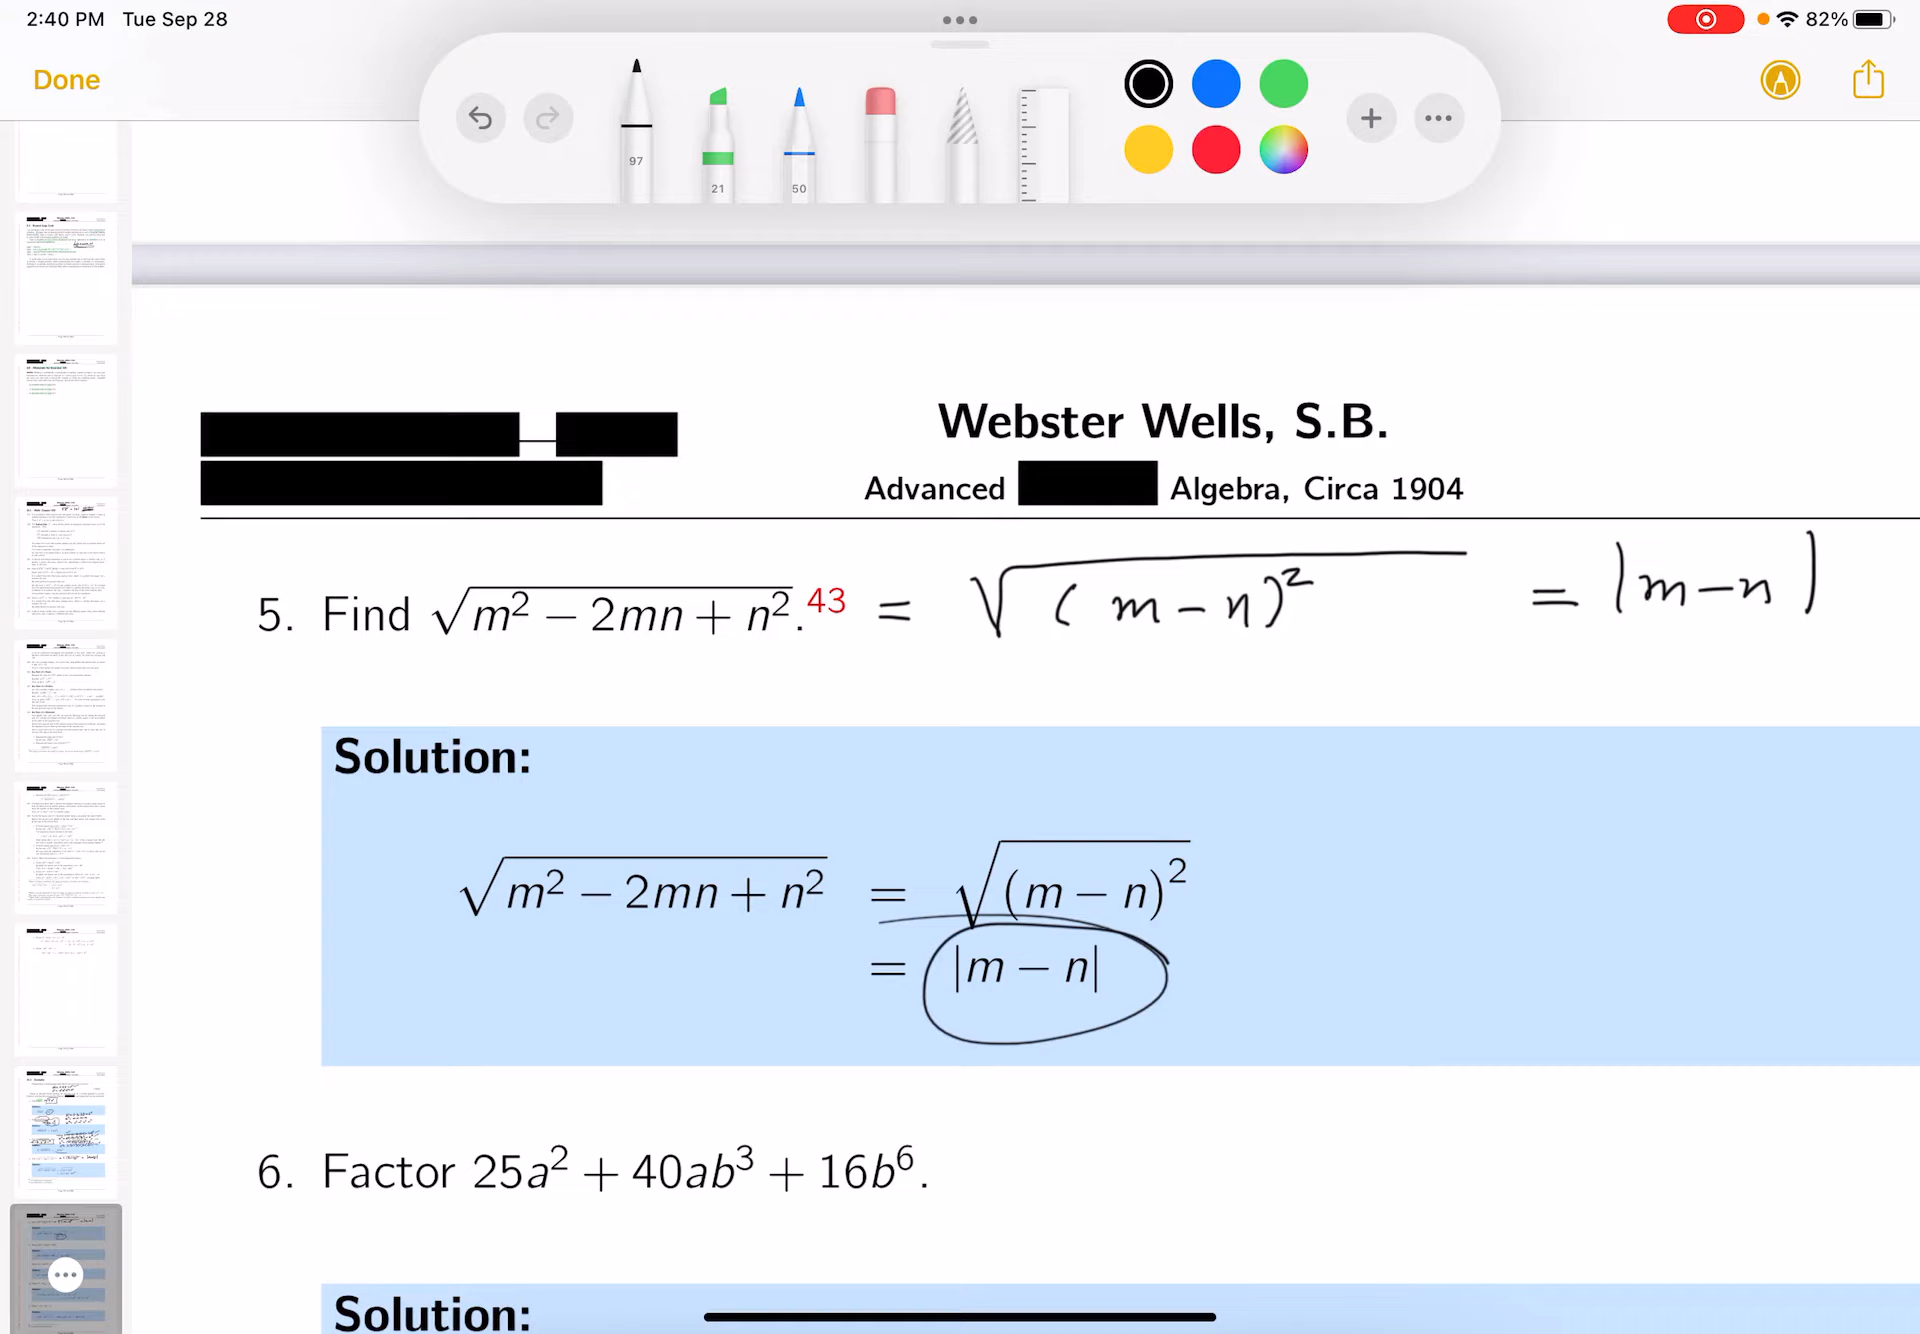 2:40 PM Tue Sep 28
82%
Done
97
21
50
Webster Wells, S.B.
Advanced Algebra, Circa 1904
5. Find √m² − 2mn + n².⁴³ = √(m − n)² = |m − n|
Solution:
√m² − 2mn + n² = √(m − n)²
= |m − n|
6. Factor 25a² + 40ab³ + 16b⁶.
Solution: